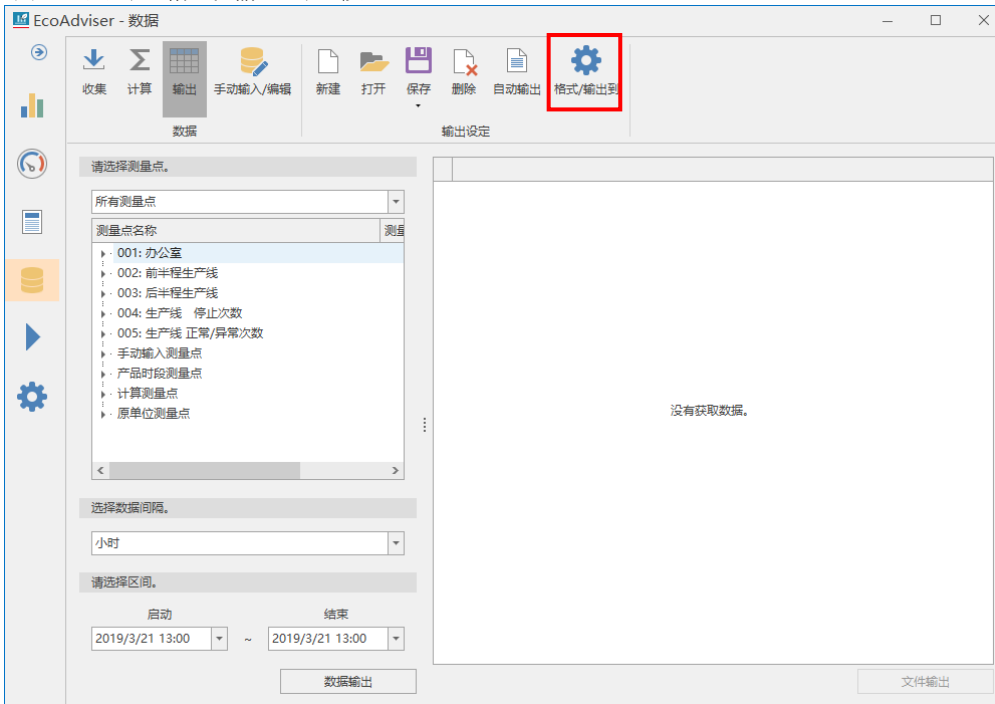 EcoAdviser - 数据
收集 计算 输出 手动输入/编辑 新建 打开 保存 删除 自动输出 格式/输出到
数据 输出设定
请选择测量点。
所有测量点
测量点名称
001: 办公室
002: 前半程生产线
003: 后半程生产线
004: 生产线 停止次数
005: 生产线 正常/异常次数
手动输入测量点
产品时段测量点
计算测量点
原单位测量点
没有获取数据。
选择数据间隔。
小时
请选择区间。
启动 结束
2019/3/21 13:00 ~ 2019/3/21 13:00
数据输出 文件输出